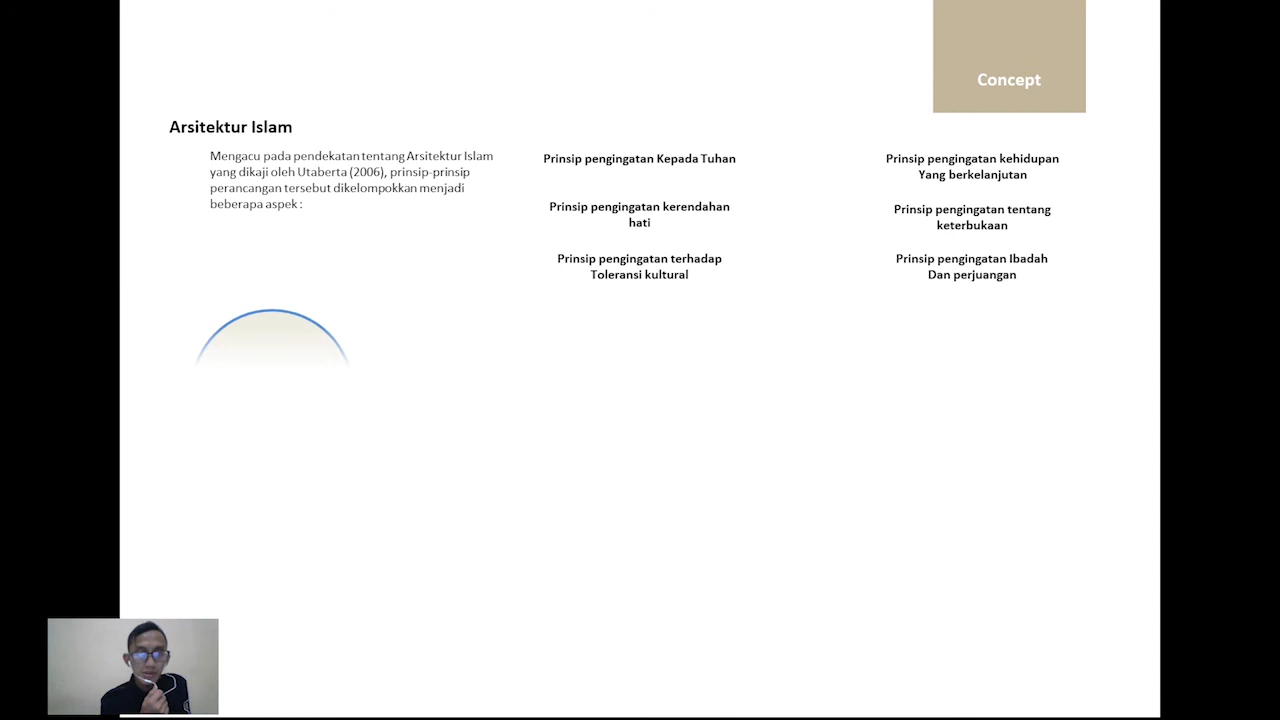 Concept
Arsitektur Islam
Mengacu pada pendekatan tentang Arsitektur Islam
yang dikaji oleh Utaberta (2006), prinsip-prinsip
perancangan tersebut dikelompokkan menjadi
beberapa aspek :
Prinsip pengingatan Kepada Tuhan
Prinsip pengingatan kerendahan
hati
Prinsip pengingatan terhadap
Toleransi kultural
Prinsip pengingatan kehidupan
Yang berkelanjutan
Prinsip pengingatan tentang
keterbukaan
Prinsip pengingatan Ibadah
Dan perjuangan